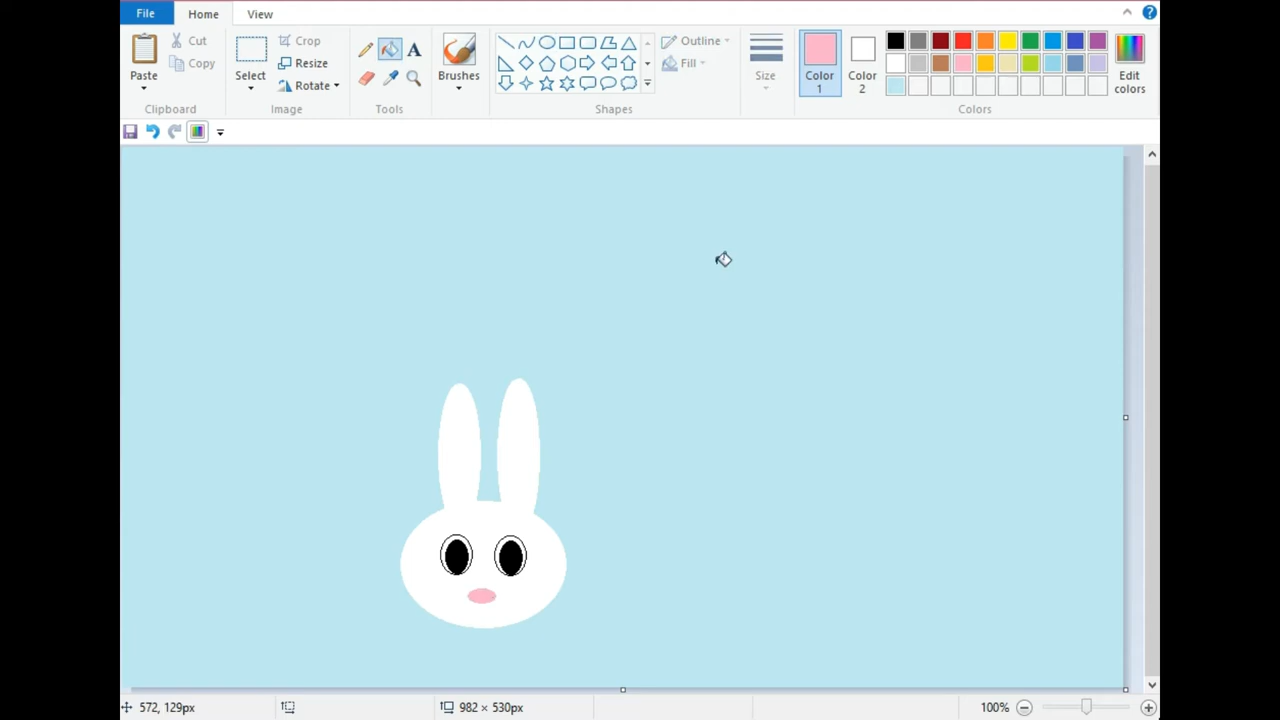 File Home View
Paste
Cut
Copy
Clipboard
Select
Crop
Resize
Rotate
Image
A
Tools
Brushes
Shapes
Outline
Fill
Size
Color
1
Color
2
Edit
colors
Colors
572, 129px
982 × 530px
100%